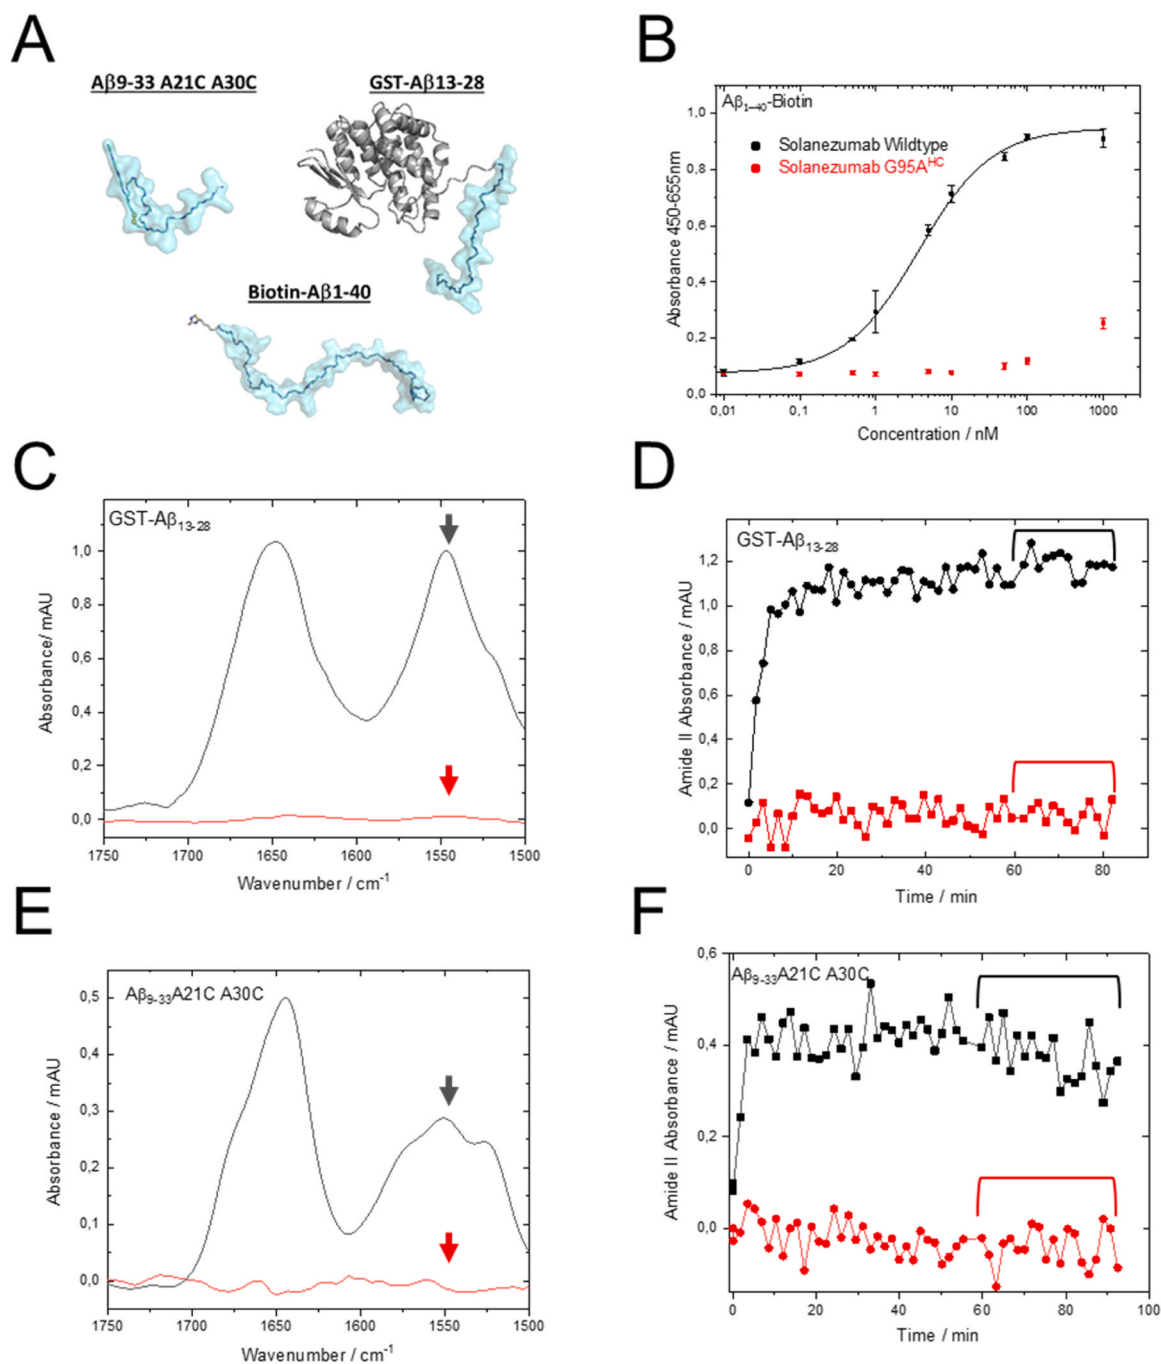 A
Aβ9-33 A21C A30C
GST-Aβ13-28
Biotin-Aβ1-40
B
Aβ1–40-Biotin
Solanezumab Wildtype
Solanezumab G95A^HC
Absorbance 450-655nm
1,0
0,8
0,6
0,4
0,2
0,0
0,01 0,1 1 10 100 1000
Concentration / nM
C
GST-Aβ13-28
Absorbance/ mAU
1,0
0,8
0,6
0,4
0,2
0,0
1750 1700 1650 1600 1550 1500
Wavenumber / cm-1
D
GST-Aβ13-28
Amide II Absorbance / mAU
1,2
1,0
0,8
0,6
0,4
0,2
0,0
0 20 40 60 80
Time / min
E
Aβ9-33A21C A30C
Absorbance / mAU
0,5
0,4
0,3
0,2
0,1
0,0
1750 1700 1650 1600 1550 1500
Wavenumber / cm-1
F
Aβ9-33A21C A30C
Amide II Absorbance / mAU
0,6
0,4
0,2
0,0
0 20 40 60 80 100
Time / min